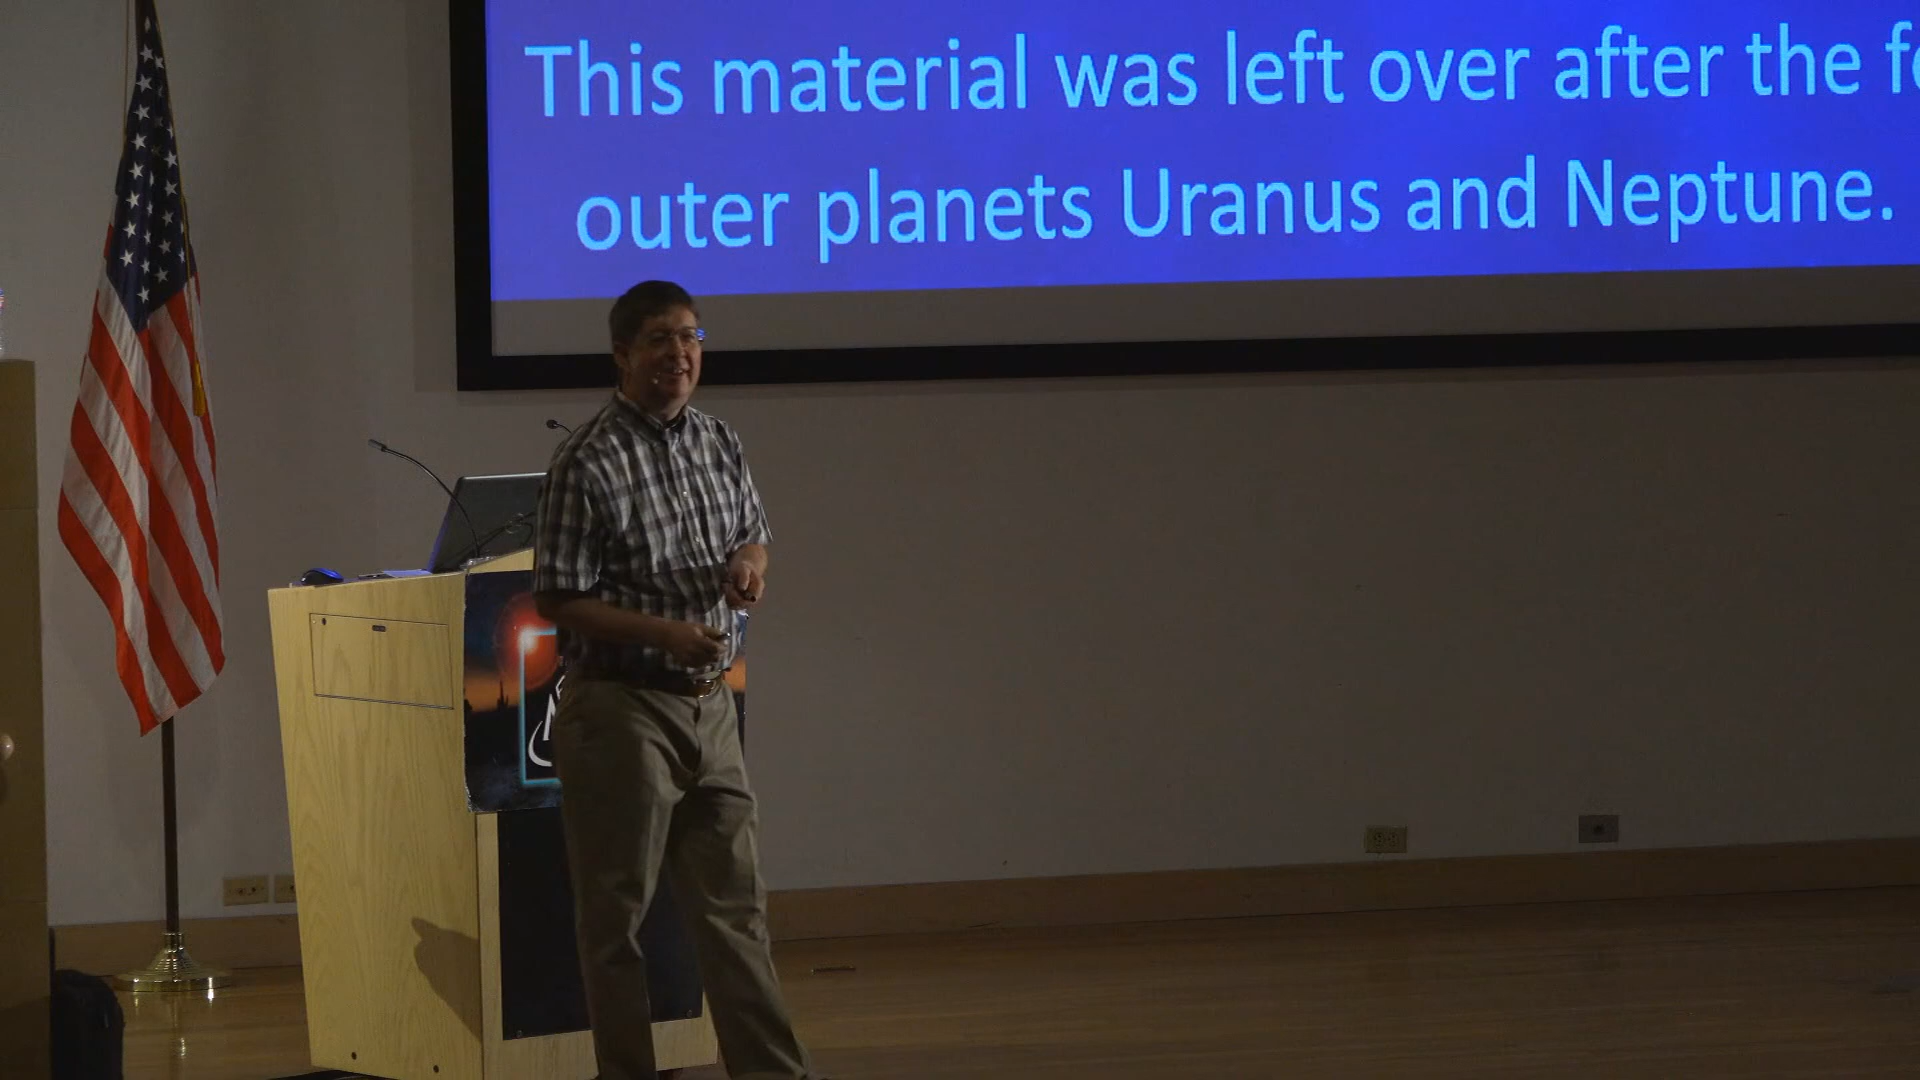 This material was left over after the
outer planets Uranus and Neptune.